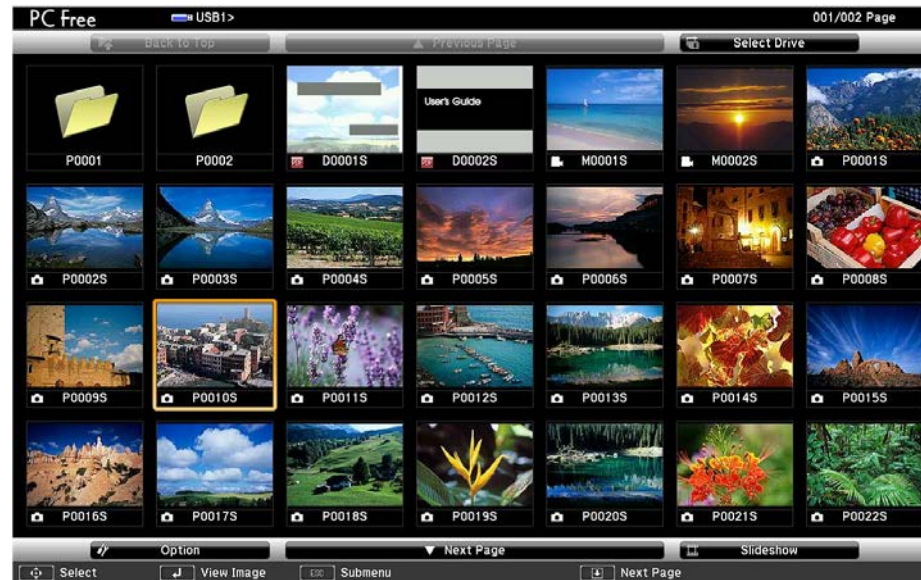 PC Free USB1> 001/002 Page
Back to Top Previous Page Select Drive
P0001 P0002 D0001S D0002S M0001S M0002S P0001S
User's Guide
P0002S P0003S P0004S P0005S P0006S P0007S P0008S
P0009S P0010S P0011S P0012S P0013S P0014S P0015S
P0016S P0017S P0018S P0019S P0020S P0021S P0022S
Option Next Page Slideshow
Select View Image ESC Submenu Next Page